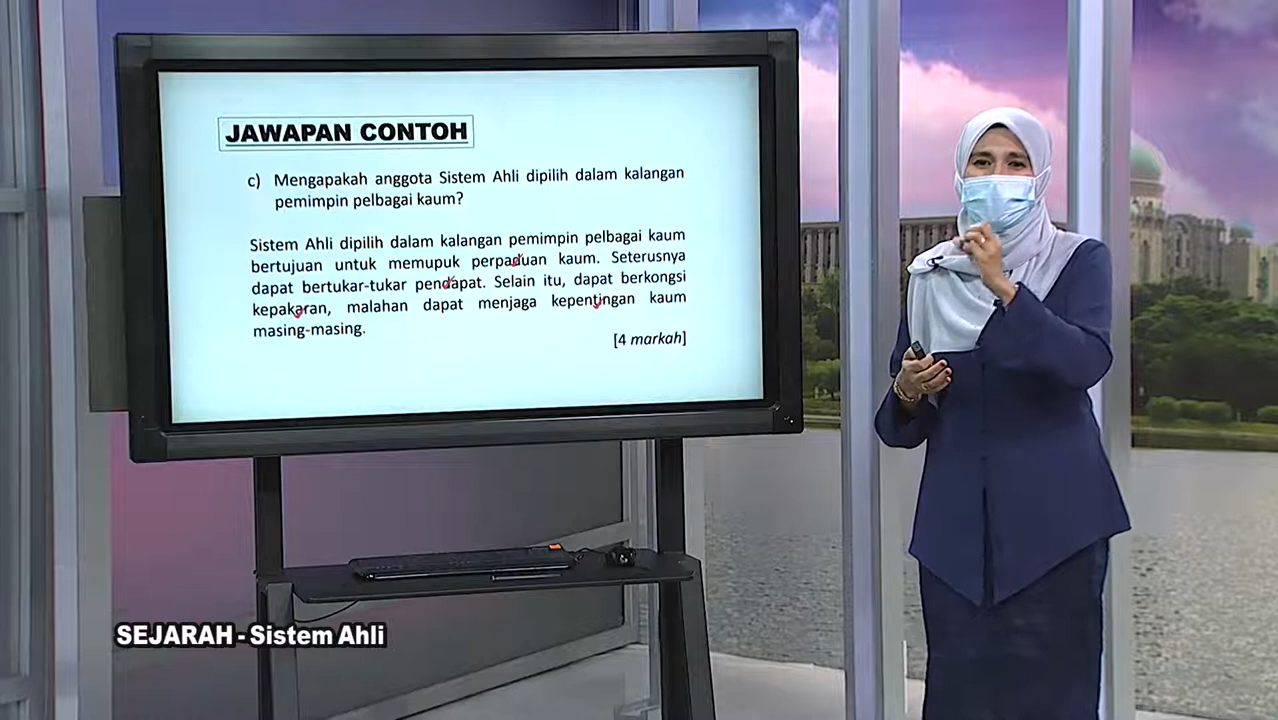 JAWAPAN CONTOH
c) Mengapakah anggota Sistem Ahli dipilih dalam kalangan
pemimpin pelbagai kaum?
Sistem Ahli dipilih dalam kalangan pemimpin pelbagai kaum
bertujuan untuk memupuk perpaduan kaum. Seterusnya
dapat bertukar-tukar pendapat. Selain itu, dapat berkongsi
kepakaran, malahan dapat menjaga kepentingan kaum
masing-masing.
[4 markah]
SEJARAH - Sistem Ahli